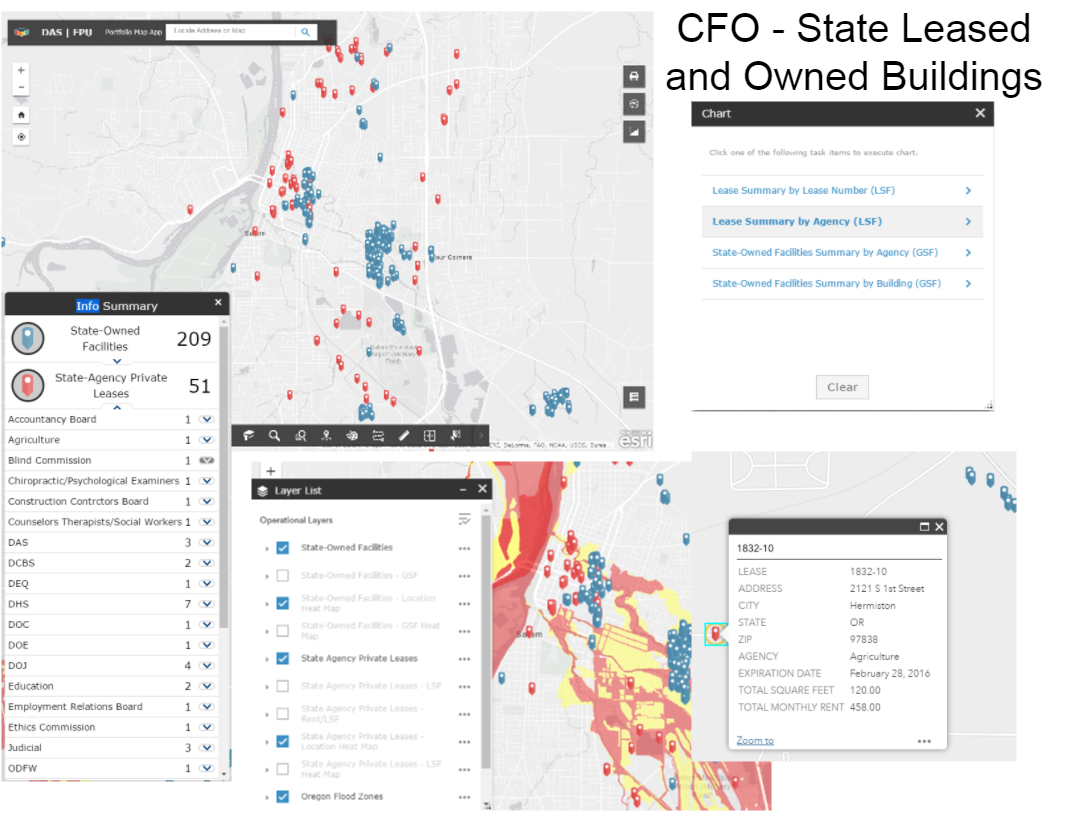 CFO - State Leased
and Owned Buildings
DAS | FPU Portfolio Map App Locate Address on Map
+
−
Salem
Four Corners
esri
Info Summary
State-Owned
Facilities
209
State-Agency Private
Leases
51
Accountancy Board 1
Agriculture 1
Blind Commission 1
Chiropractic/Psychological Examiners 1
Construction Contrctors Board 1
Counselors Therapists/Social Workers 1
DAS 3
DCBS 2
DEQ 1
DHS 7
DOC 1
DOE 1
DOJ 4
Education 2
Employment Relations Board 1
Ethics Commission 1
Judicial 3
ODFW 1
Chart
Click one of the following task items to execute chart.
Lease Summary by Lease Number (LSF)
Lease Summary by Agency (LSF)
State-Owned Facilities Summary by Agency (GSF)
State-Owned Facilities Summary by Building (GSF)
Clear
+
Layer List
Operational Layers
State-Owned Facilities
State-Owned Facilities - GSF
State-Owned Facilities - Location
Heat Map
State-Owned Facilities - GSF Heat
Map
State Agency Private Leases
State Agency Private Leases - LSF
State Agency Private Leases -
Rent/LSF
State Agency Private Leases -
Location Heat Map
State Agency Private Leases - LSF
Heat Map
Oregon Flood Zones
Salem
1832-10
LEASE 1832-10
ADDRESS 2121 S 1st Street
CITY Hermiston
STATE OR
ZIP 97838
AGENCY Agriculture
EXPIRATION DATE February 28, 2016
TOTAL SQUARE FEET 120.00
TOTAL MONTHLY RENT 458.00
Zoom to